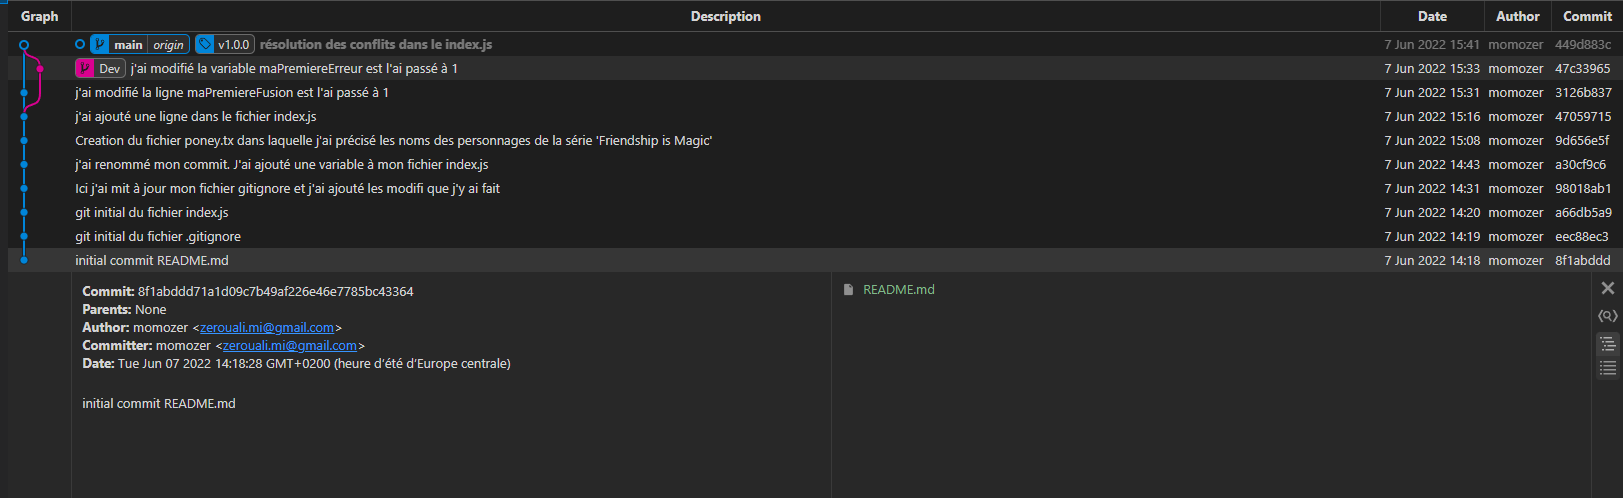 Graph Description Date Author Commit
main origin v1.0.0 résolution des conflits dans le index.js 7 Jun 2022 15:41 momozer 449d883c
Dev j'ai modifié la variable maPremiereErreur est l'ai passé à 1 7 Jun 2022 15:33 momozer 47c33965
j'ai modifié la ligne maPremiereFusion est l'ai passé à 1 7 Jun 2022 15:31 momozer 3126b837
j'ai ajouté une ligne dans le fichier index.js 7 Jun 2022 15:16 momozer 47059715
Creation du fichier poney.tx dans laquelle j'ai précisé les noms des personnages de la série 'Friendship is Magic' 7 Jun 2022 15:08 momozer 9d656e5f
j'ai renommé mon commit. J'ai ajouté une variable à mon fichier index.js 7 Jun 2022 14:43 momozer a30cf9c6
Ici j'ai mit à jour mon fichier gitignore et j'ai ajouté les modifi que j'y ai fait 7 Jun 2022 14:31 momozer 98018ab1
git initial du fichier index.js 7 Jun 2022 14:20 momozer a66db5a9
git initial du fichier .gitignore 7 Jun 2022 14:19 momozer eec88ec3
initial commit README.md 7 Jun 2022 14:18 momozer 8f1abddd
Commit: 8f1abddd71a1d09c7b49af226e46e7785bc43364
README.md
Parents: None
Author: momozer <zerouali.mi@gmail.com>
Committer: momozer <zerouali.mi@gmail.com>
Date: Tue Jun 07 2022 14:18:28 GMT+0200 (heure d’été d’Europe centrale)
initial commit README.md